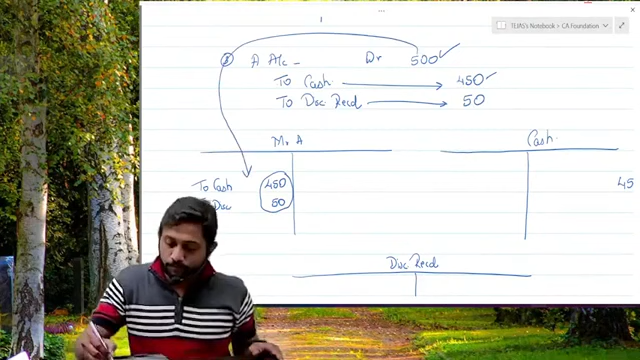 TEJAS's Notebook > CA Foundation
A A/c - Dr 500
To Cash 450
To Disc Recd 50
Mr A
Cash
To Cash 450
Disc 50
45
Disc Recd